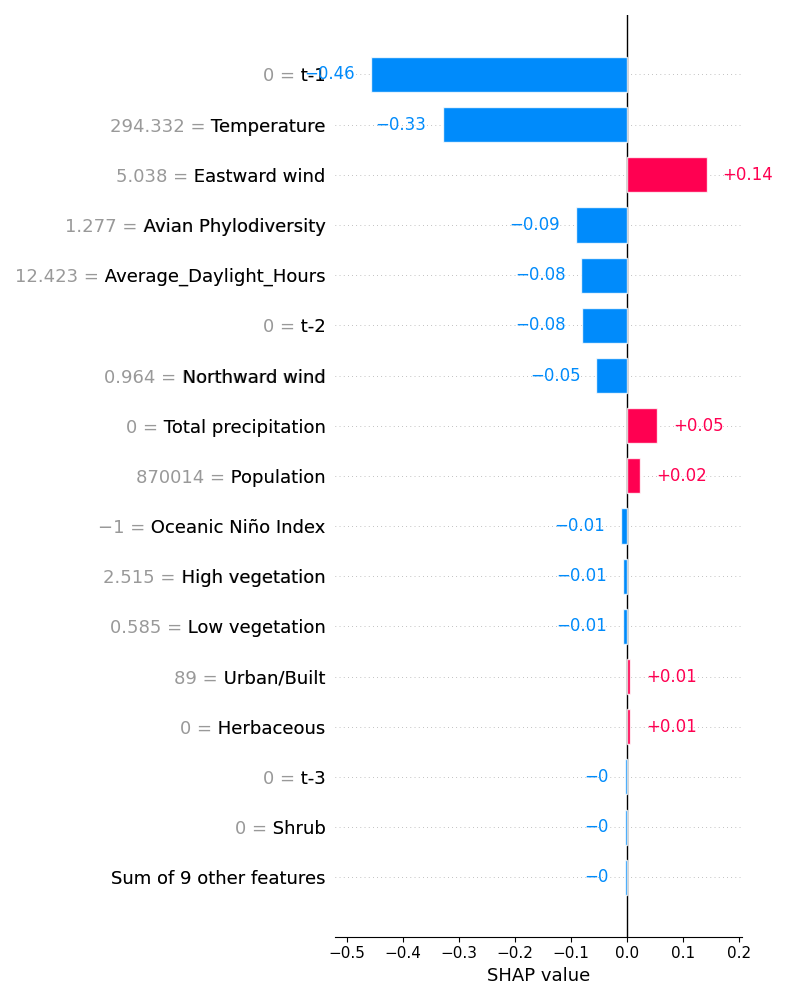 0 = t-1 −0.46
294.332 = Temperature −0.33
5.038 = Eastward wind +0.14
1.277 = Avian Phylodiversity −0.09
12.423 = Average_Daylight_Hours −0.08
0 = t-2 −0.08
0.964 = Northward wind −0.05
0 = Total precipitation +0.05
870014 = Population +0.02
−1 = Oceanic Niño Index −0.01
2.515 = High vegetation −0.01
0.585 = Low vegetation −0.01
89 = Urban/Built +0.01
0 = Herbaceous +0.01
0 = t-3 −0
0 = Shrub −0
Sum of 9 other features −0
−0.5 −0.4 −0.3 −0.2 −0.1 0.0 0.1 0.2
SHAP value